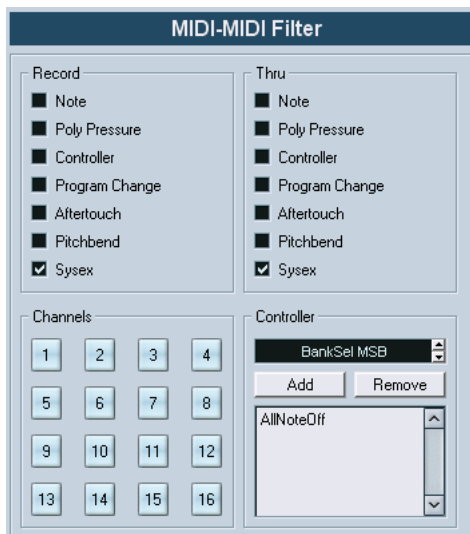 MIDI-MIDI Filter
Record
Note
Poly Pressure
Controller
Program Change
Aftertouch
Pitchbend
Sysex
Thru
Note
Poly Pressure
Controller
Program Change
Aftertouch
Pitchbend
Sysex
Channels
1 2 3 4
5 6 7 8
9 10 11 12
13 14 15 16
Controller
BankSel MSB
Add Remove
AllNoteOff